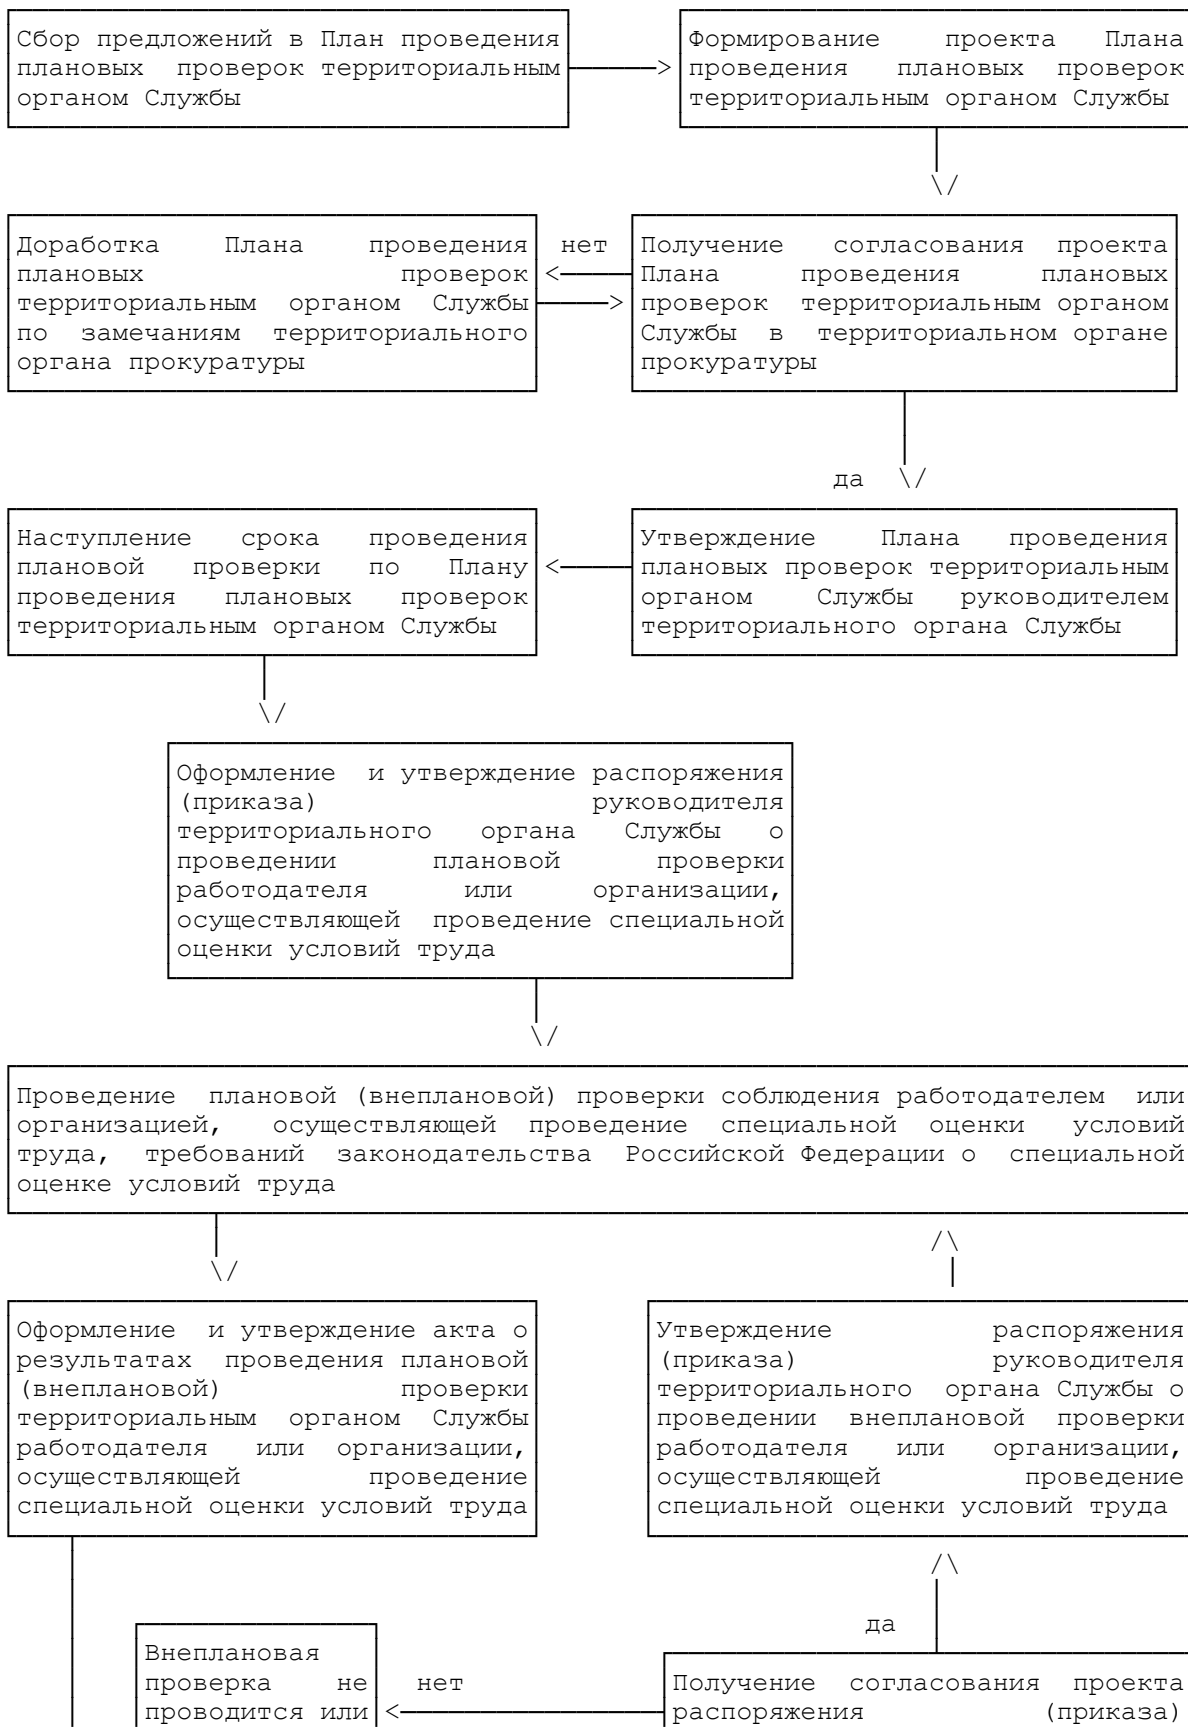 Сбор предложений в План проведения
плановых проверок территориальным
органом Службы
Формирование проекта Плана
проведения плановых проверок
территориальным органом Службы
Доработка Плана проведения
плановых проверок
территориальным органом Службы
по замечаниям территориального
органа прокуратуры
нет
Получение согласования проекта
Плана проведения плановых
проверок территориальным органом
Службы в территориальном органе
прокуратуры
да
Наступление срока проведения
плановой проверки по Плану
проведения плановых проверок
территориальным органом Службы
Утверждение Плана проведения
плановых проверок территориальным
органом Службы руководителем
территориального органа Службы
Оформление и утверждение распоряжения
(приказа) руководителя
территориального органа Службы о
проведении плановой проверки
работодателя или организации,
осуществляющей проведение специальной
оценки условий труда
Проведение плановой (внеплановой) проверки соблюдения работодателем или
организацией, осуществляющей проведение специальной оценки условий
труда, требований законодательства Российской Федерации о специальной
оценке условий труда
Оформление и утверждение акта о
результатах проведения плановой
(внеплановой) проверки
территориальным органом Службы
работодателя или организации,
осуществляющей проведение
специальной оценки условий труда
Утверждение распоряжения
(приказа) руководителя
территориального органа Службы о
проведении внеплановой проверки
работодателя или организации,
осуществляющей проведение
специальной оценки условий труда
да
Внеплановая
проверка не
проводится или
нет
Получение согласования проекта
распоряжения (приказа)